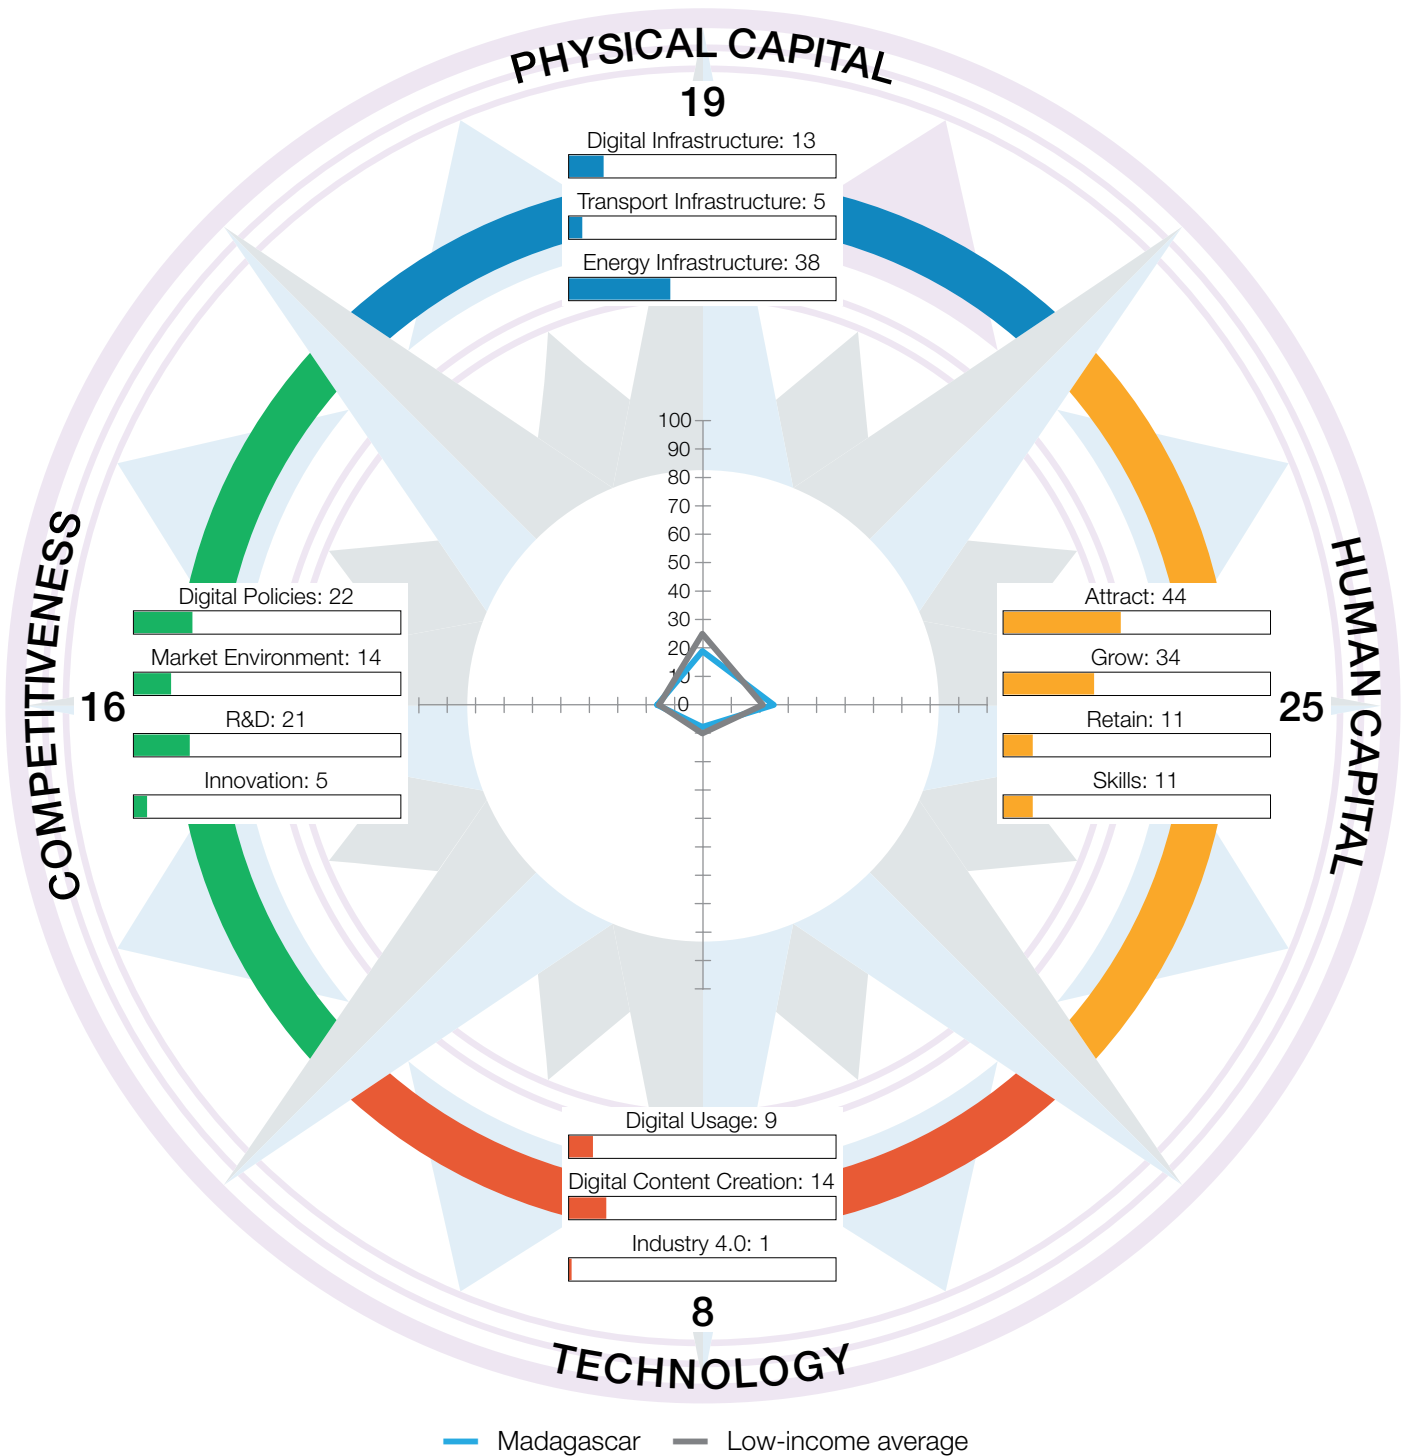 PHYSICAL CAPITAL
19
Digital Infrastructure: 13
Transport Infrastructure: 5
Energy Infrastructure: 38
100
90
80
70
60
50
40
30
20
10
0
COMPETITIVENESS
16
Digital Policies: 22
Market Environment: 14
R&D: 21
Innovation: 5
HUMAN CAPITAL
25
Attract: 44
Grow: 34
Retain: 11
Skills: 11
Digital Usage: 9
Digital Content Creation: 14
Industry 4.0: 1
8
TECHNOLOGY
Madagascar
Low-income average